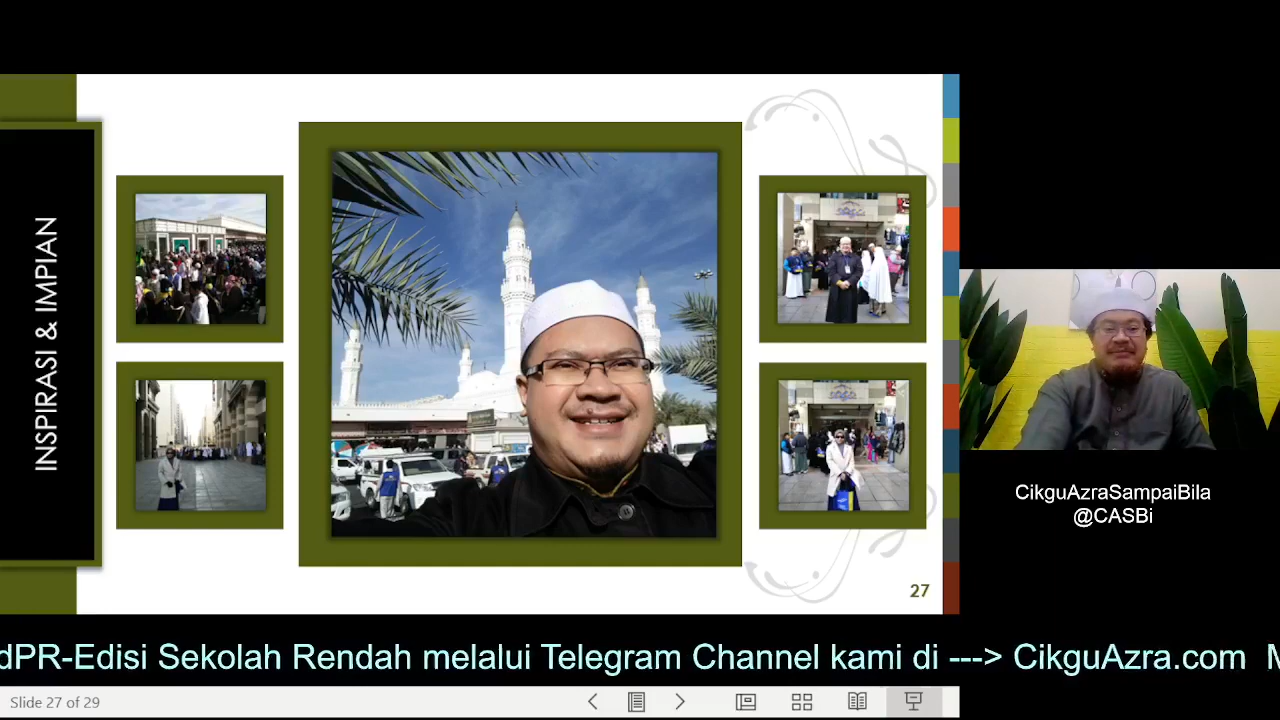 INSPIRASI & IMPIAN
27
CikguAzraSampaiBila
@CASBi
dPR-Edisi Sekolah Rendah melalui Telegram Channel kami di ---> CikguAzra.com M
Slide 27 of 29